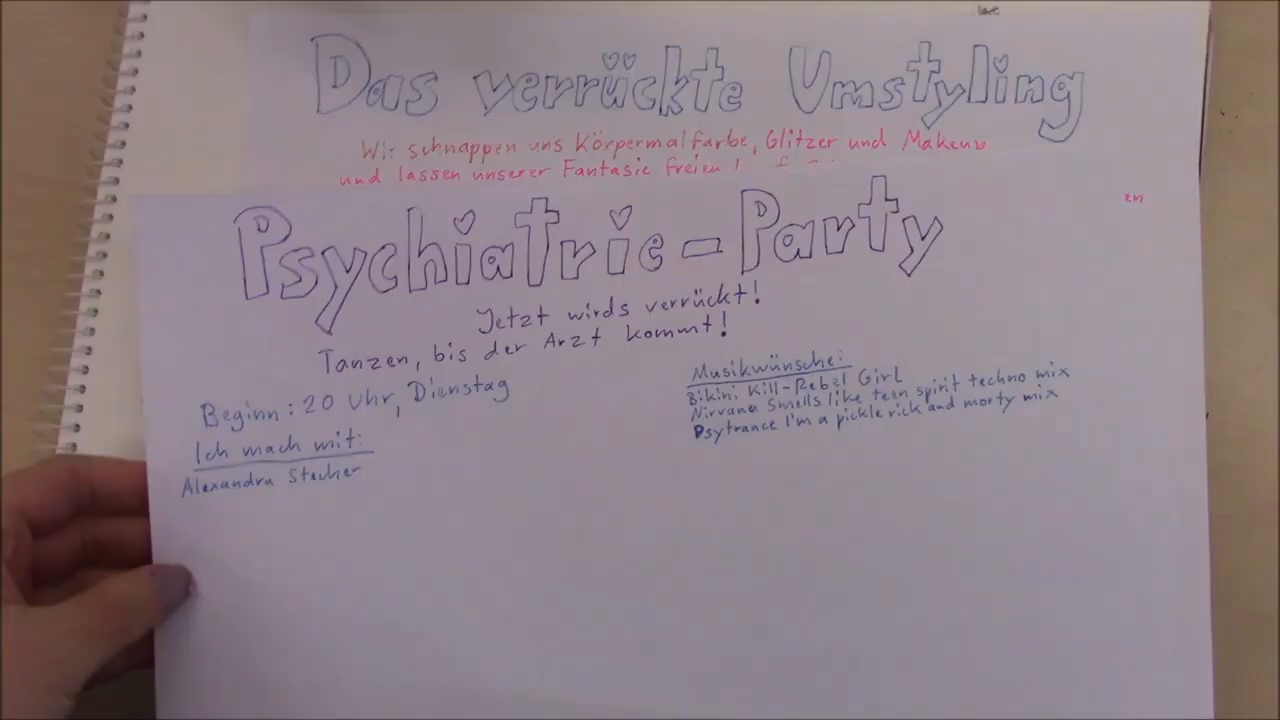 Das verrückte Umstyling
Wir schnappen uns Körpermalfarbe, Glitzer und Makeup
und lassen unserer Fantasie freien
en
Psychiatrie-Party
Jetzt wirds verrückt!
Tanzen, bis der Arzt kommt!
Beginn: 20 Uhr, Dienstag
Ich mach mit:
Alexandra Stecher
Musikwünsche:
Bikini Kill-Rebel Girl
Nirvana Smells like teen spirit techno mix
Psytrance I'm a pickle rick and morty mix